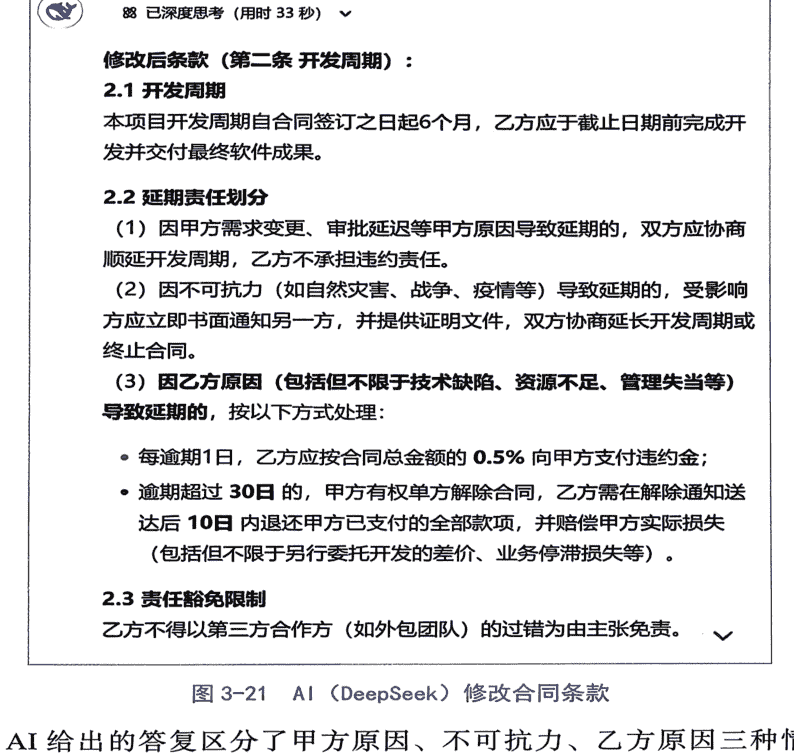 已深度思考（用时 33 秒）
修改后条款（第二条 开发周期）：
2.1 开发周期
本项目开发周期自合同签订之日起6个月，乙方应于截止日期前完成开
发并交付最终软件成果。
2.2 延期责任划分
（1）因甲方需求变更、审批延迟等甲方原因导致延期的，双方应协商
顺延开发周期，乙方不承担违约责任。
（2）因不可抗力（如自然灾害、战争、疫情等）导致延期的，受影响
方应立即书面通知另一方，并提供证明文件，双方协商延长开发周期或
终止合同。
（3）因乙方原因（包括但不限于技术缺陷、资源不足、管理失当等）
导致延期的，按以下方式处理：
• 每逾期1日，乙方应按合同总金额的 0.5% 向甲方支付违约金；
• 逾期超过 30日 的，甲方有权单方解除合同，乙方需在解除通知送
达后 10日 内退还甲方已支付的全部款项，并赔偿甲方实际损失
（包括但不限于另行委托开发的差价、业务停滞损失等）。
2.3 责任豁免限制
乙方不得以第三方合作方（如外包团队）的过错为由主张免责。
图 3-21 AI（DeepSeek）修改合同条款
AI 给出的答复区分了甲方原因、不可抗力、乙方原因三种